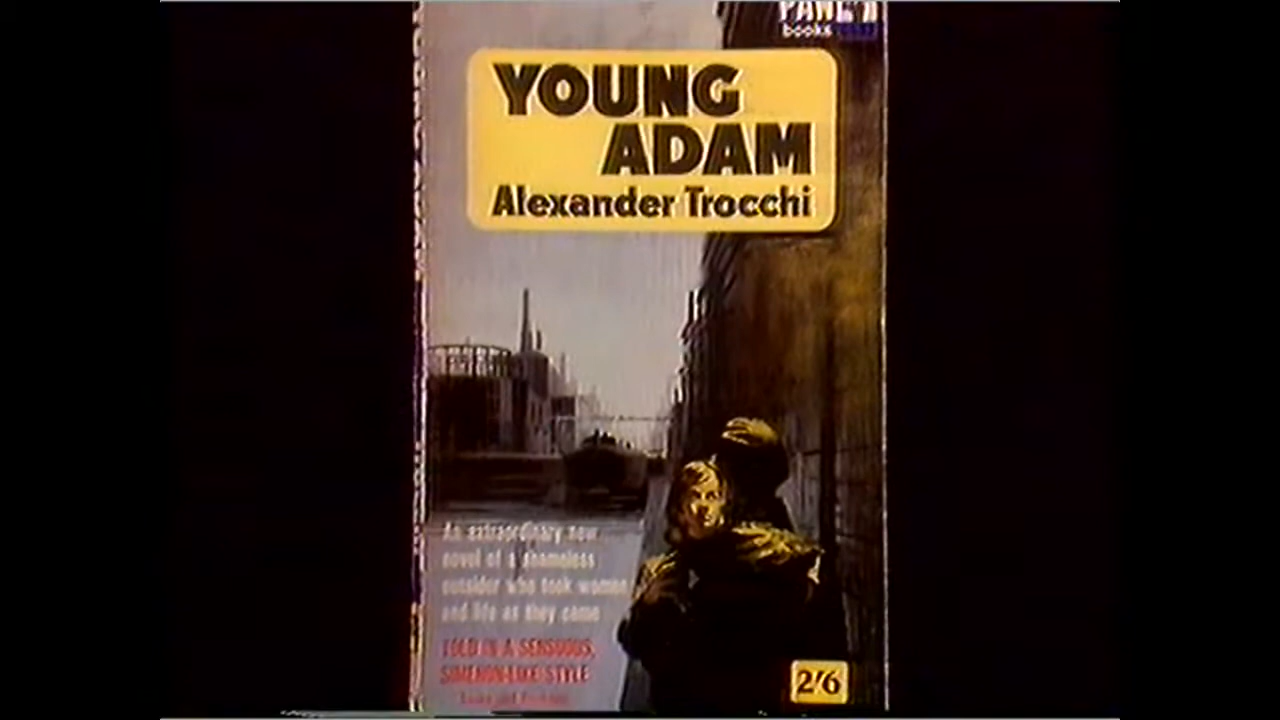 books
YOUNG
ADAM
Alexander Trocchi
An extraordinary new
novel of a shameless
outsider who took women
and life as they came
TOLD IN A SENSUOUS,
SIMENON-LIKE STYLE
2'6